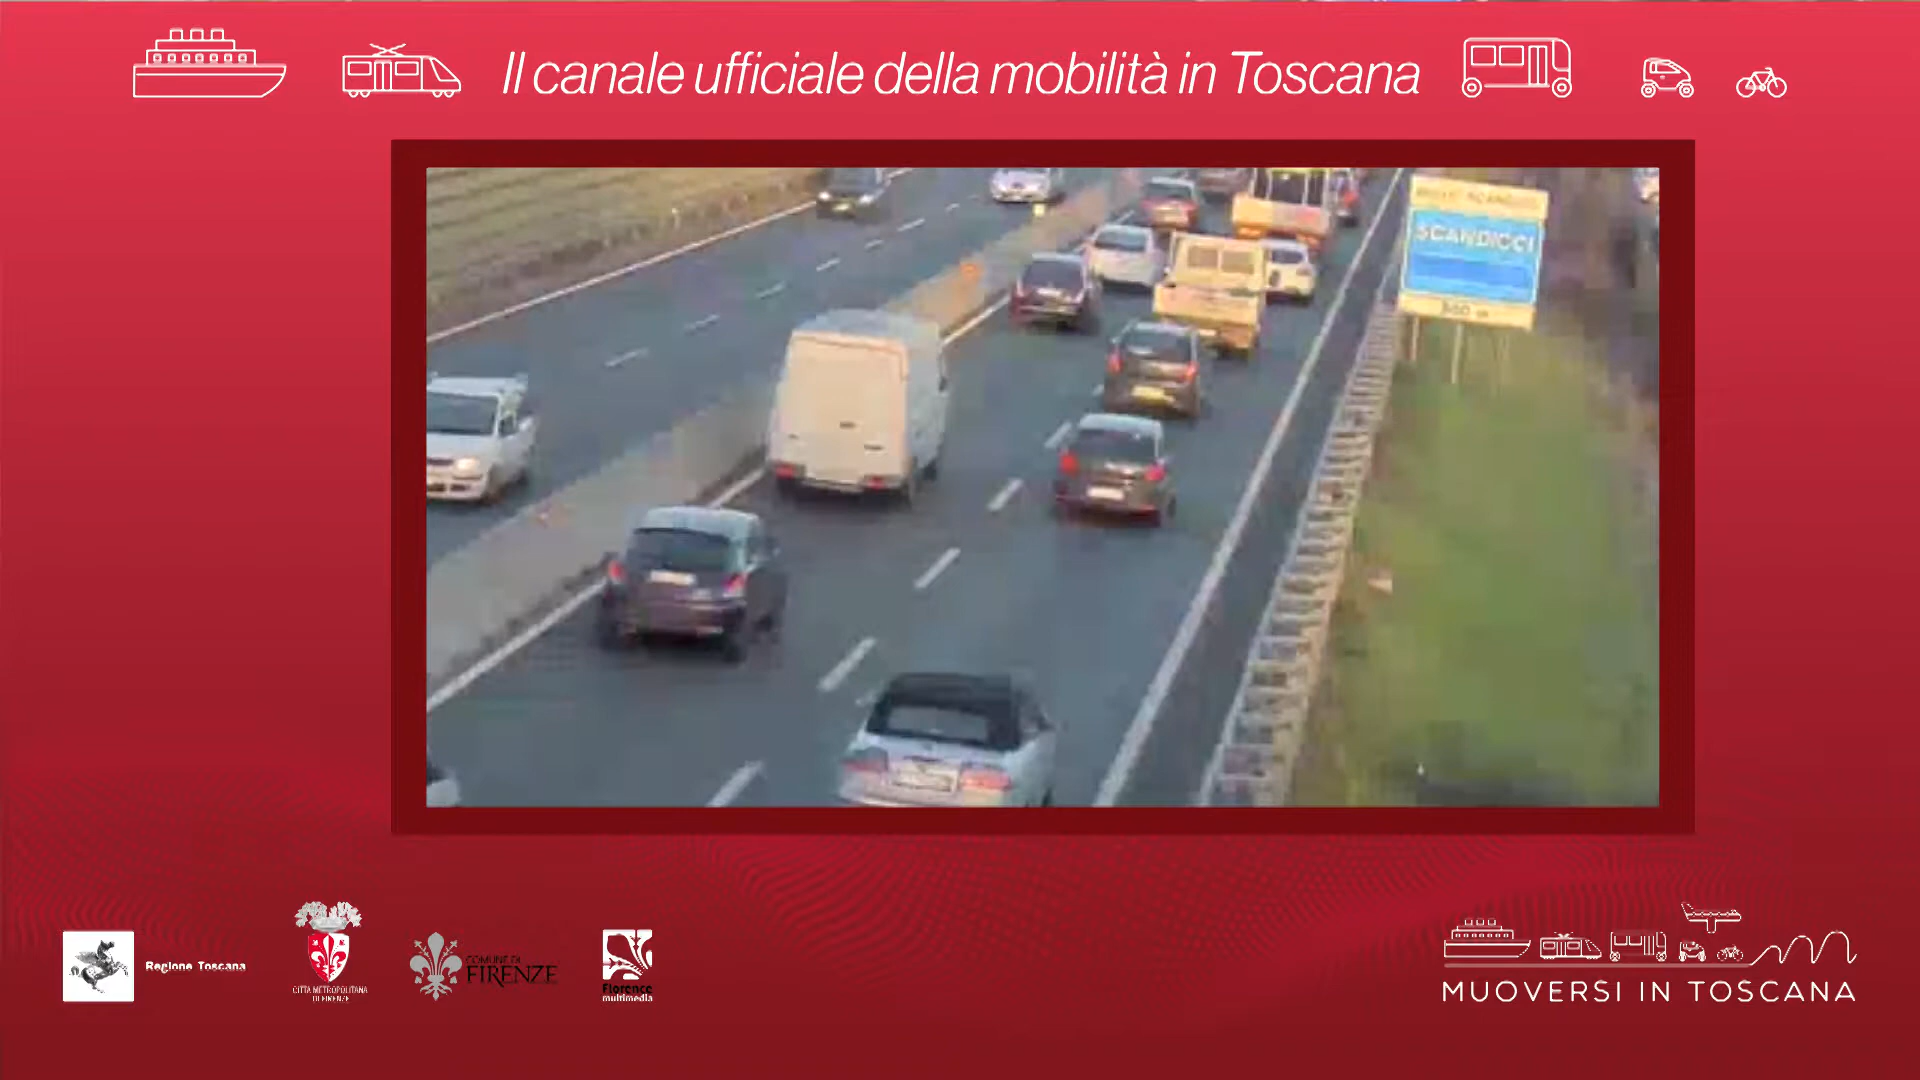 Il canale ufficiale della mobilità in Toscana
SCANDICCI
Regione Toscana
CITTÀ METROPOLITANA
DI FIRENZE
COMUNE DI
FIRENZE
Florence
multimedia
MUOVERSI IN TOSCANA